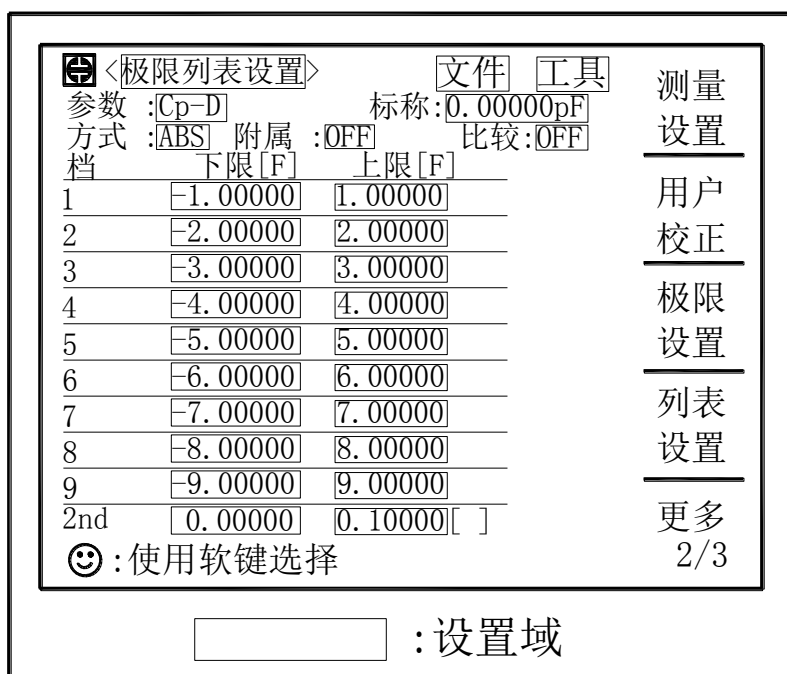 <极限列表设置> 文件 工具
参数 :Cp-D 标称:0.00000pF
方式 :ABS 附属 :OFF 比较:OFF
档 下限[F] 上限[F]
1 -1.00000 1.00000
2 -2.00000 2.00000
3 -3.00000 3.00000
4 -4.00000 4.00000
5 -5.00000 5.00000
6 -6.00000 6.00000
7 -7.00000 7.00000
8 -8.00000 8.00000
9 -9.00000 9.00000
2nd 0.00000 0.10000[ ]
:使用软键选择
测量
设置
用户
校正
极限
设置
列表
设置
更多
2/3
:设置域